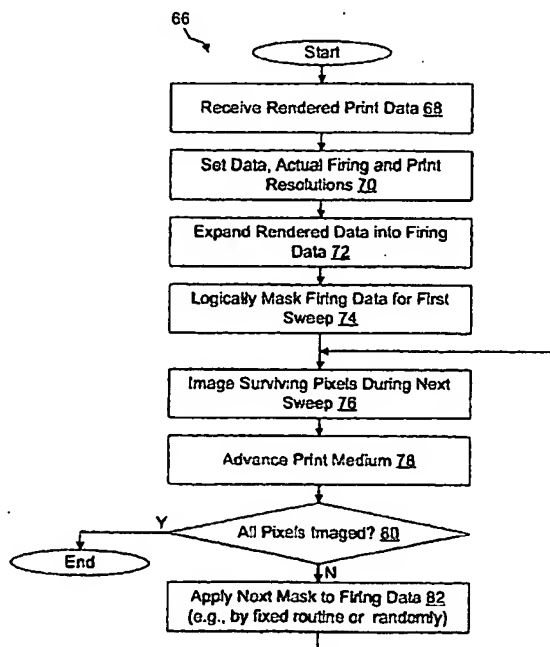 66
Start
Receive Rendered Print Data 68
Set Data, Actual Firing and Print
Resolutions 70
Expand Rendered Data into Firing
Data 72
Logically Mask Firing Data for First
Sweep 74
Image Surviving Pixels During Next
Sweep 76
Advance Print Medium 78
Y
All Pixels Imaged? 80
End
N
Apply Next Mask to Firing Data 82
(e.g., by fixed routine or randomly)